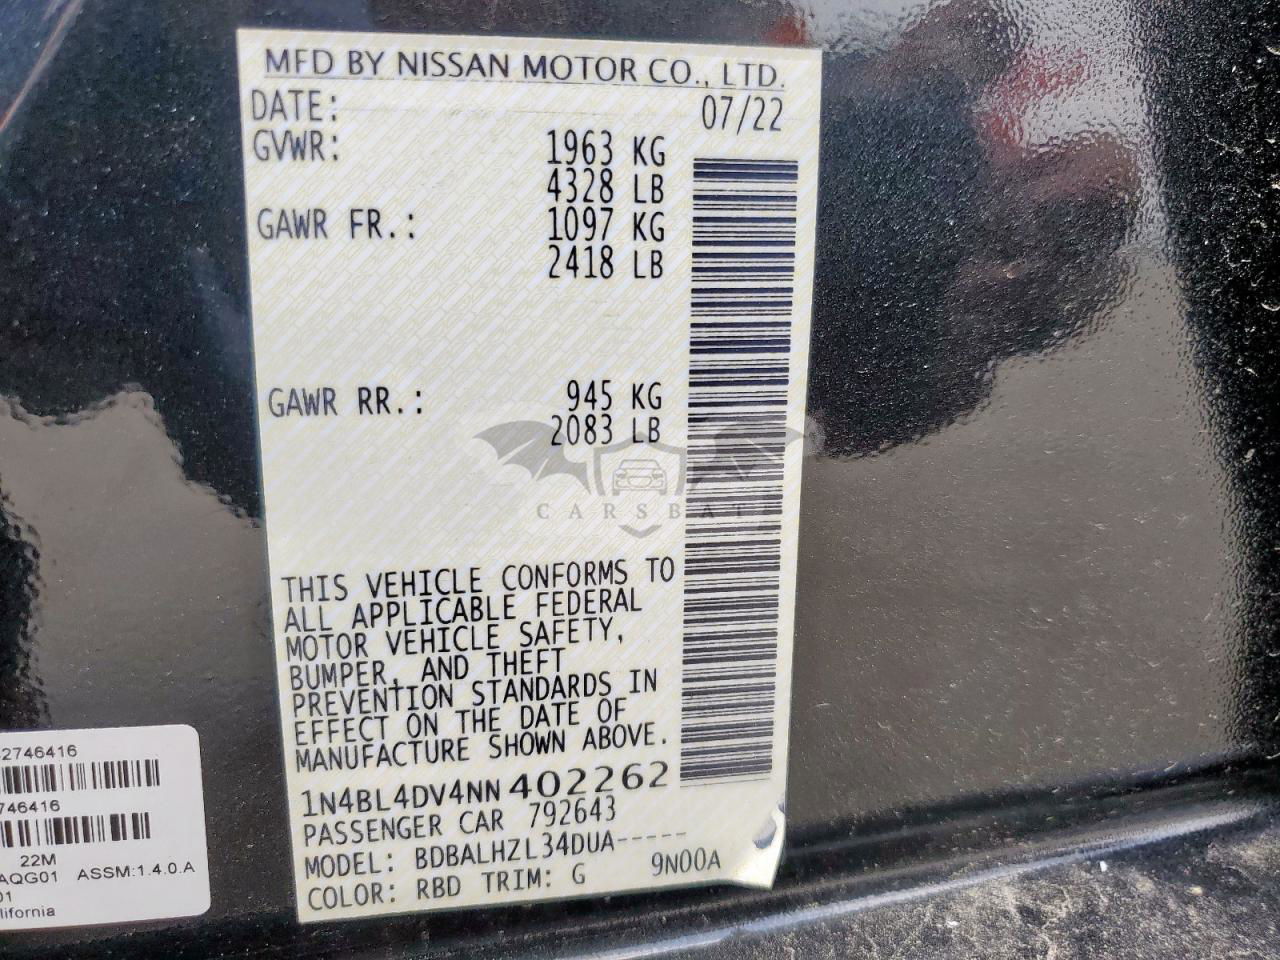 MFD BY NISSAN MOTOR CO., LTD.
DATE: 07/22
GVWR: 1963 KG
4328 LB
GAWR FR.: 1097 KG
2418 LB
GAWR RR.: 945 KG
2083 LB
CARSBAT
THIS VEHICLE CONFORMS TO
ALL APPLICABLE FEDERAL
MOTOR VEHICLE SAFETY,
BUMPER, AND THEFT
PREVENTION STANDARDS IN
EFFECT ON THE DATE OF
MANUFACTURE SHOWN ABOVE.
1N4BL4DV4NN402262
PASSENGER CAR 792643
MODEL: BDBALHZL34DUA-----
COLOR: RBD TRIM: G 9N00A
2746416
746416
22M
AQG01 ASSM:1.4.0.A
01
lifornia